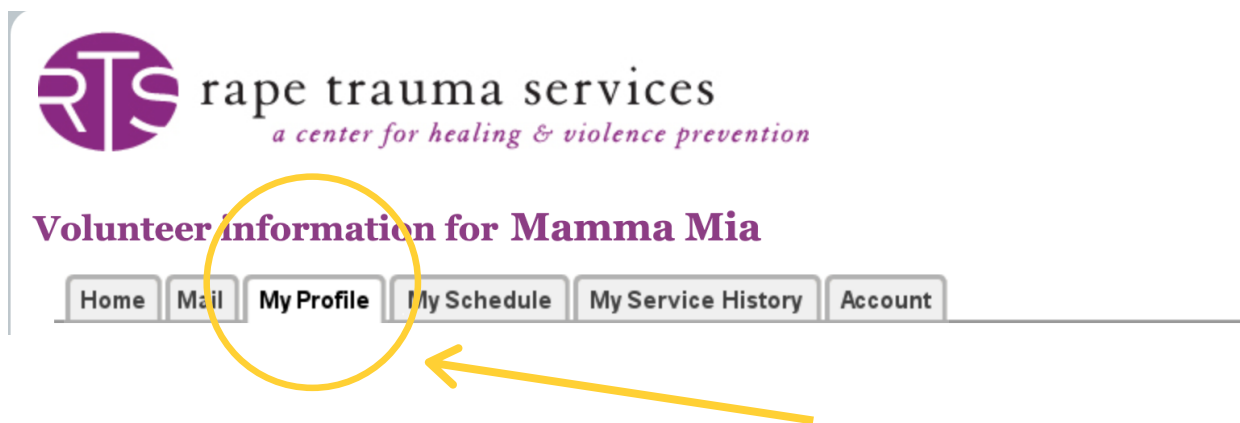 RTS
rape trauma services
a center for healing & violence prevention
Volunteer information for Mamma Mia
Home Mail My Profile My Schedule My Service History Account